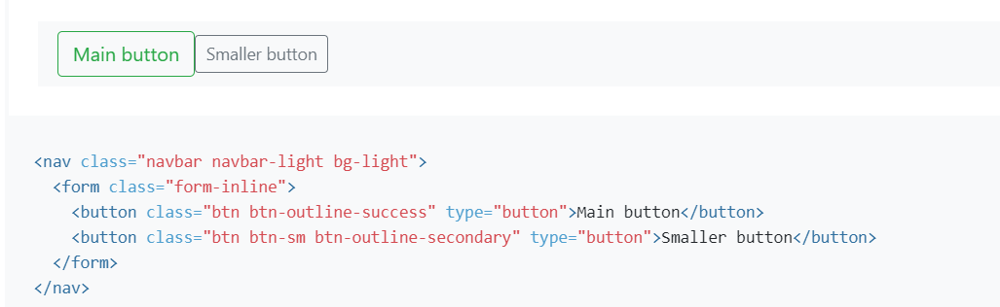 Main button Smaller button
<nav class="navbar navbar-light bg-light">
  <form class="form-inline">
    <button class="btn btn-outline-success" type="button">Main button</button>
    <button class="btn btn-sm btn-outline-secondary" type="button">Smaller button</button>
  </form>
</nav>